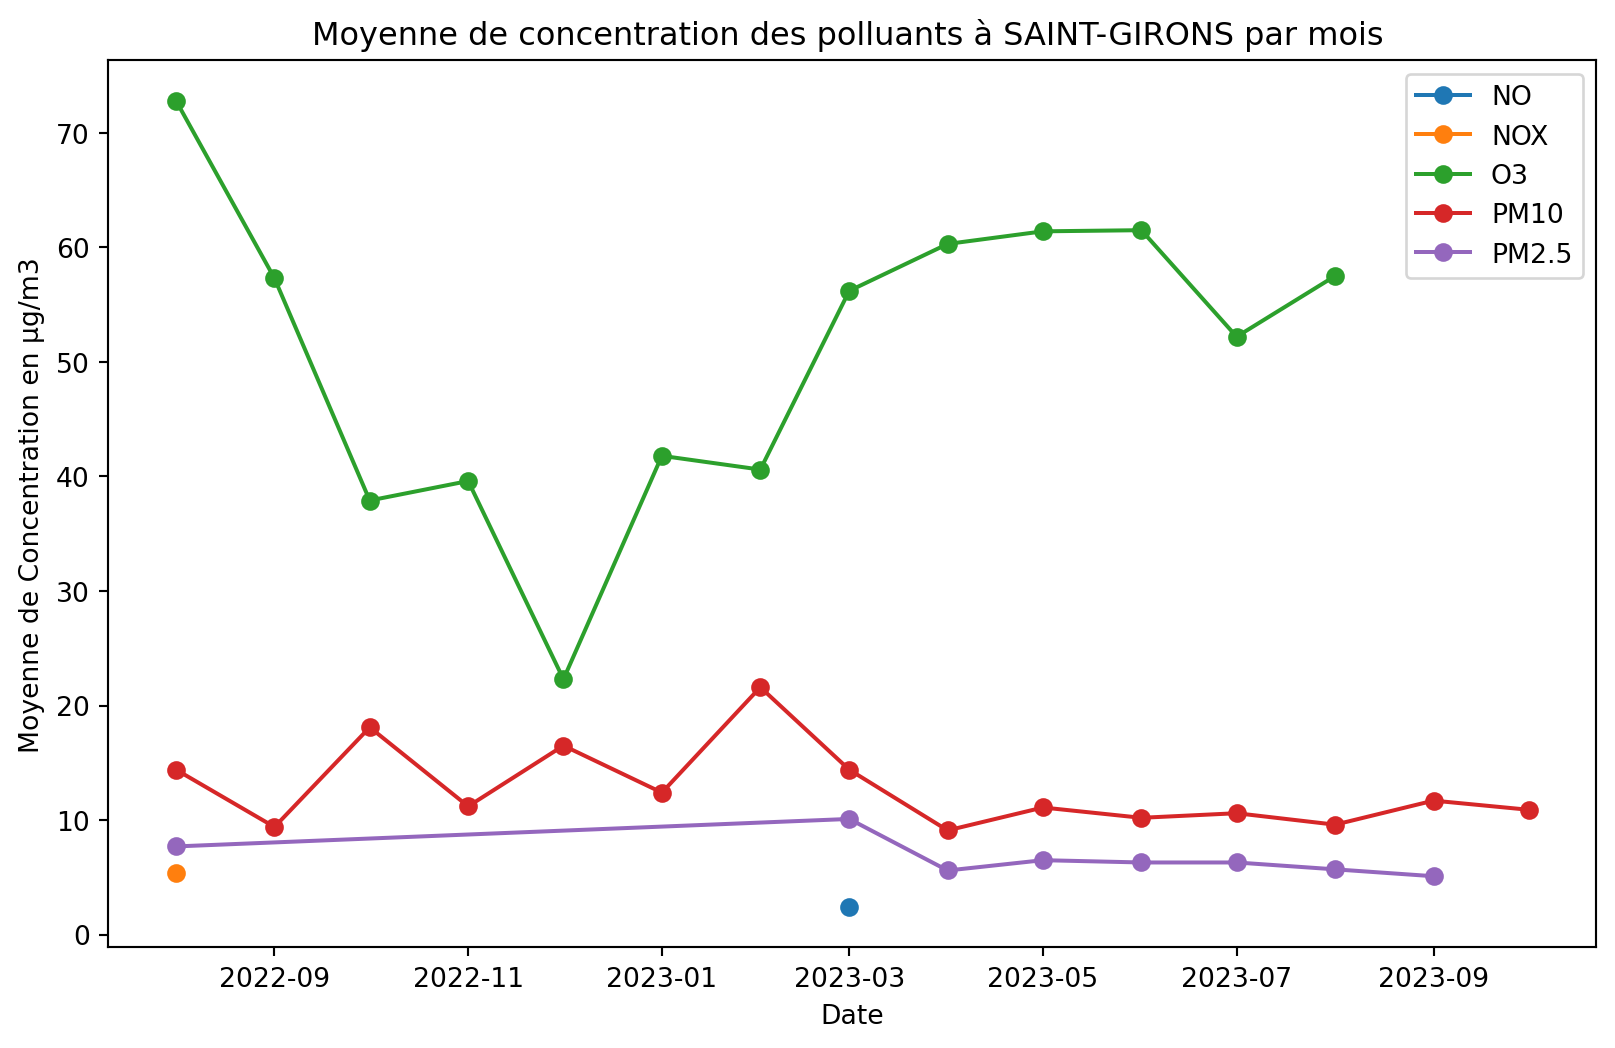 Moyenne de concentration des polluants à SAINT-GIRONS par mois
NO
NOX
O3
PM10
PM2.5
Moyenne de Concentration en µg/m3
70
60
50
40
30
20
10
0
2022-09 2022-11 2023-01 2023-03 2023-05 2023-07 2023-09
Date